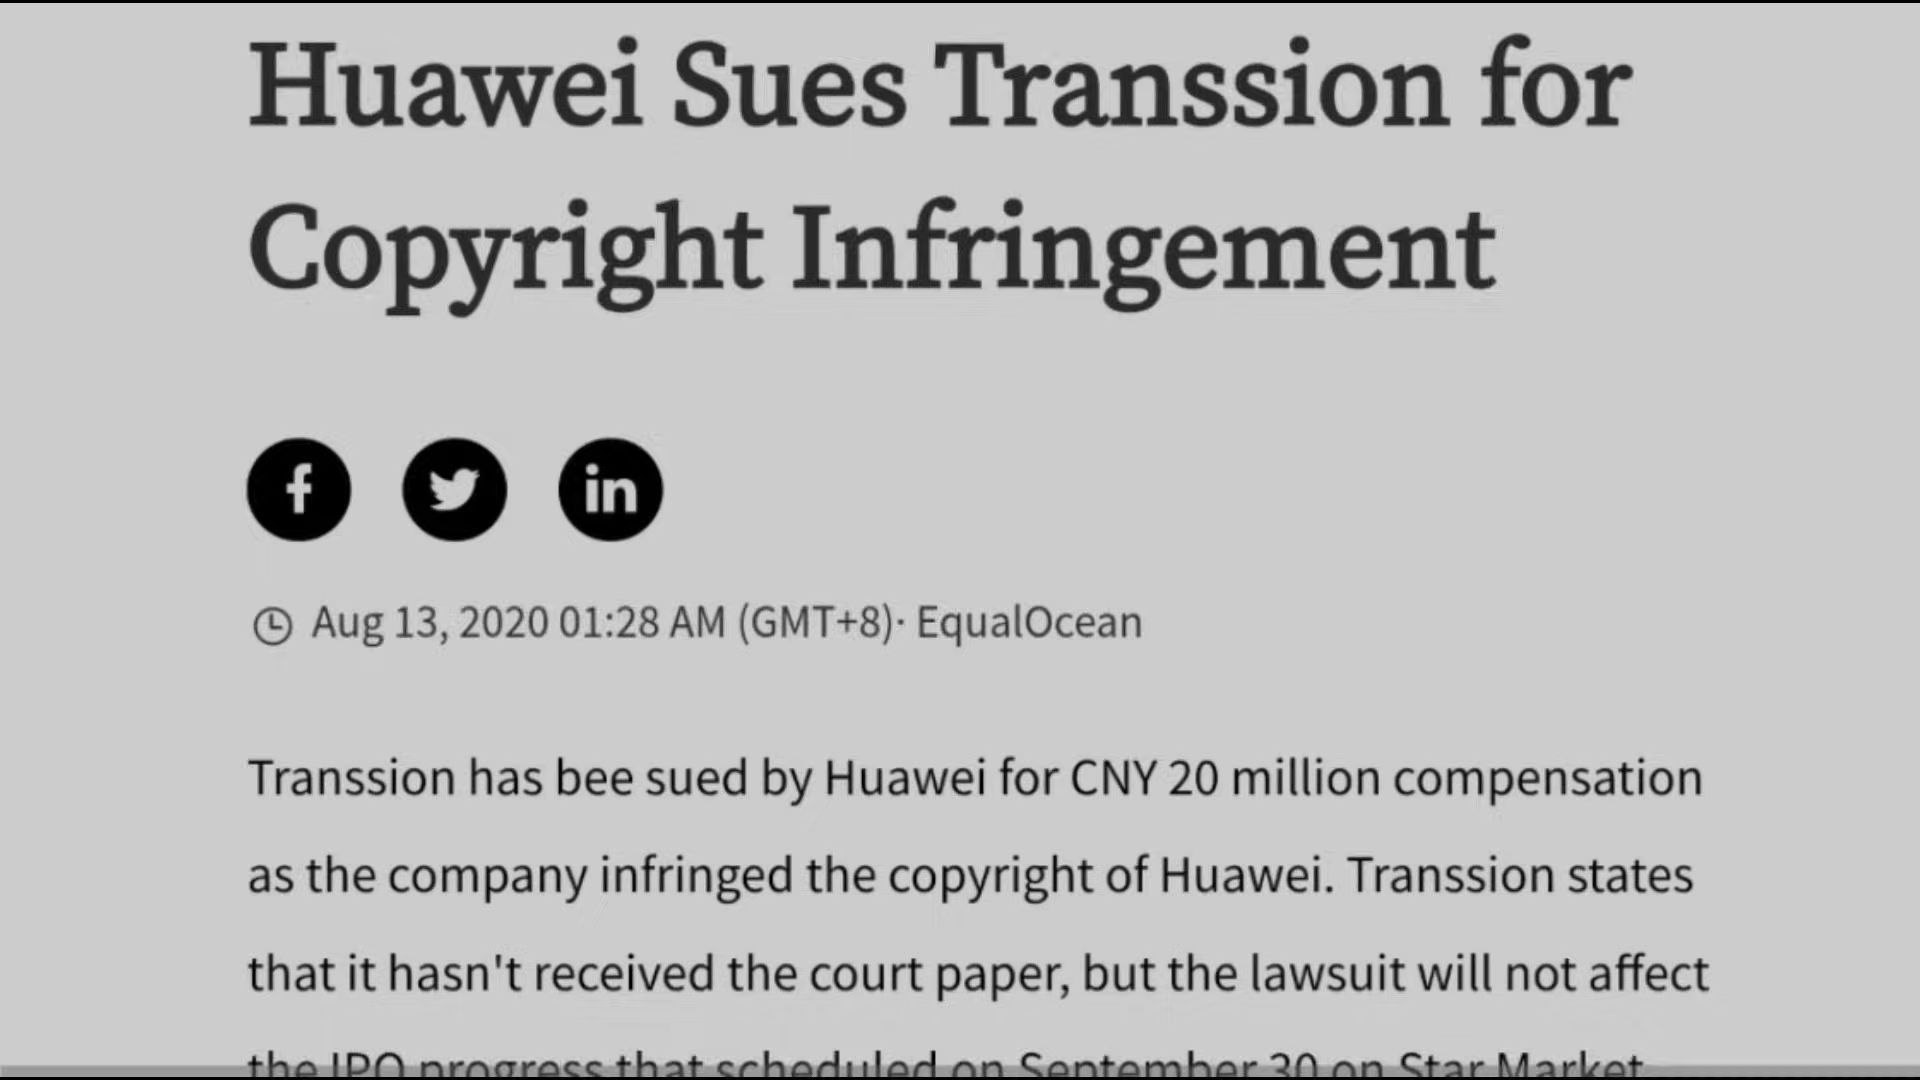 Huawei Sues Transsion for
Copyright Infringement
f
in
Aug 13, 2020 01:28 AM (GMT+8)· EqualOcean
Transsion has bee sued by Huawei for CNY 20 million compensation
as the company infringed the copyright of Huawei. Transsion states
that it hasn't received the court paper, but the lawsuit will not affect
the IPO progress that scheduled on September 30 on Star Market